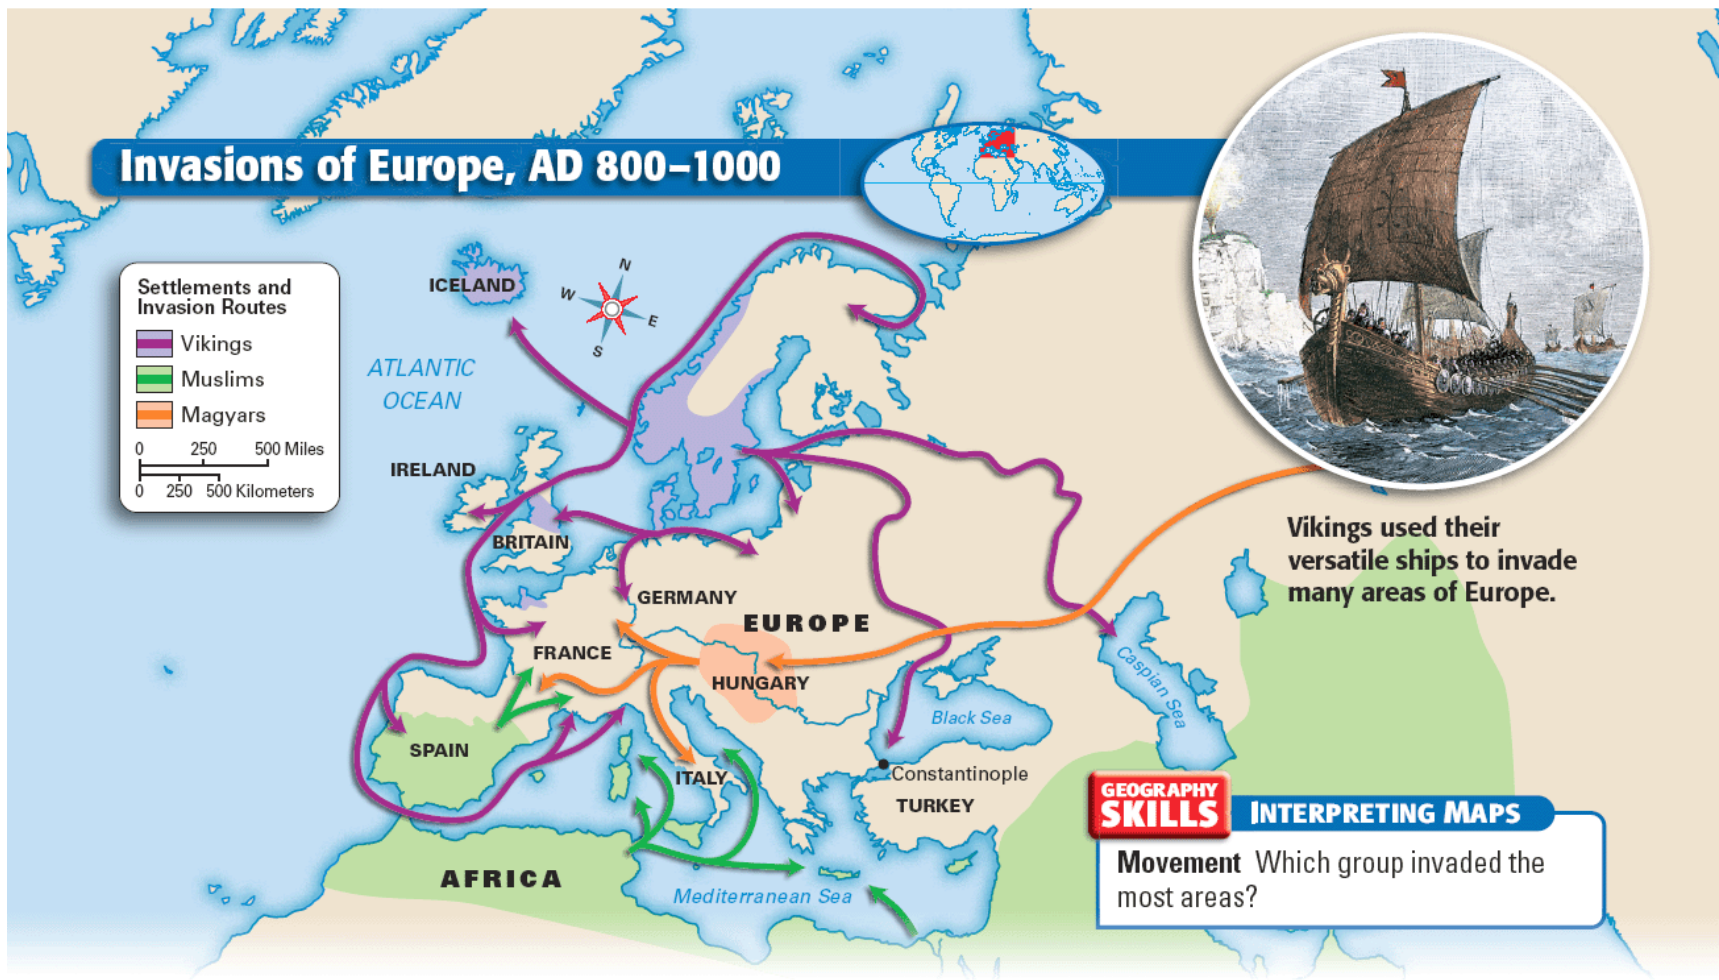 Invasions of Europe, AD 800–1000
Settlements and
Invasion Routes
Vikings
Muslims
Magyars
0 250 500 Miles
0 250 500 Kilometers
N
W
E
S
ICELAND
ATLANTIC
OCEAN
IRELAND
BRITAIN
GERMANY
EUROPE
FRANCE
HUNGARY
Caspian Sea
Black Sea
SPAIN
ITALY
Constantinople
TURKEY
AFRICA
Mediterranean Sea
Vikings used their
versatile ships to invade
many areas of Europe.
GEOGRAPHY
SKILLS
INTERPRETING MAPS
Movement Which group invaded the
most areas?